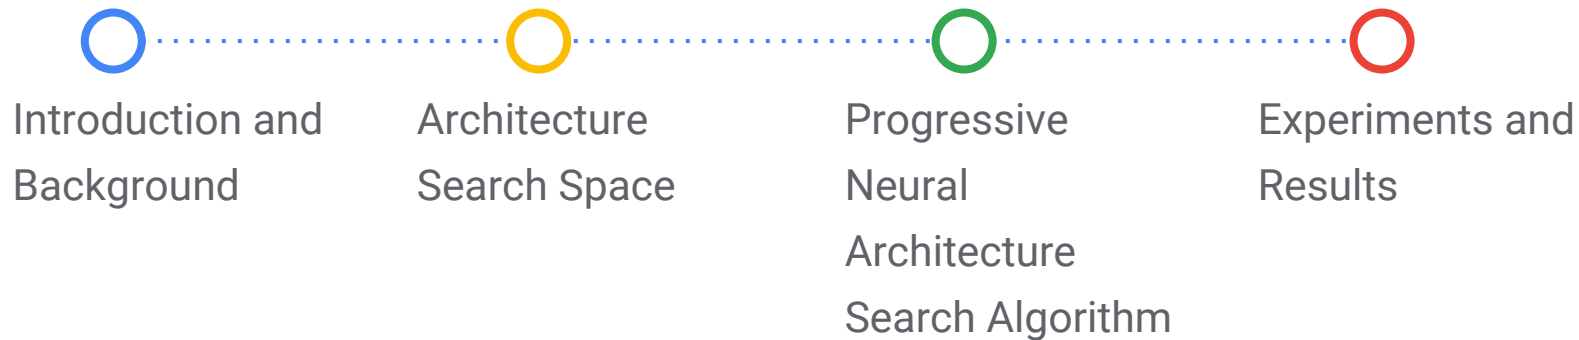 Introduction and
Background
Architecture
Search Space
Progressive
Neural
Architecture
Search Algorithm
Experiments and
Results